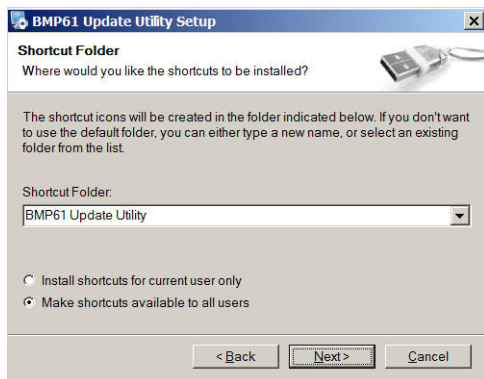 BMP61 Update Utility Setup
Shortcut Folder
Where would you like the shortcuts to be installed?
The shortcut icons will be created in the folder indicated below. If you don't want
to use the default folder, you can either type a new name, or select an existing
folder from the list.
Shortcut Folder:
BMP61 Update Utility
Install shortcuts for current user only
Make shortcuts available to all users
< Back
Next >
Cancel